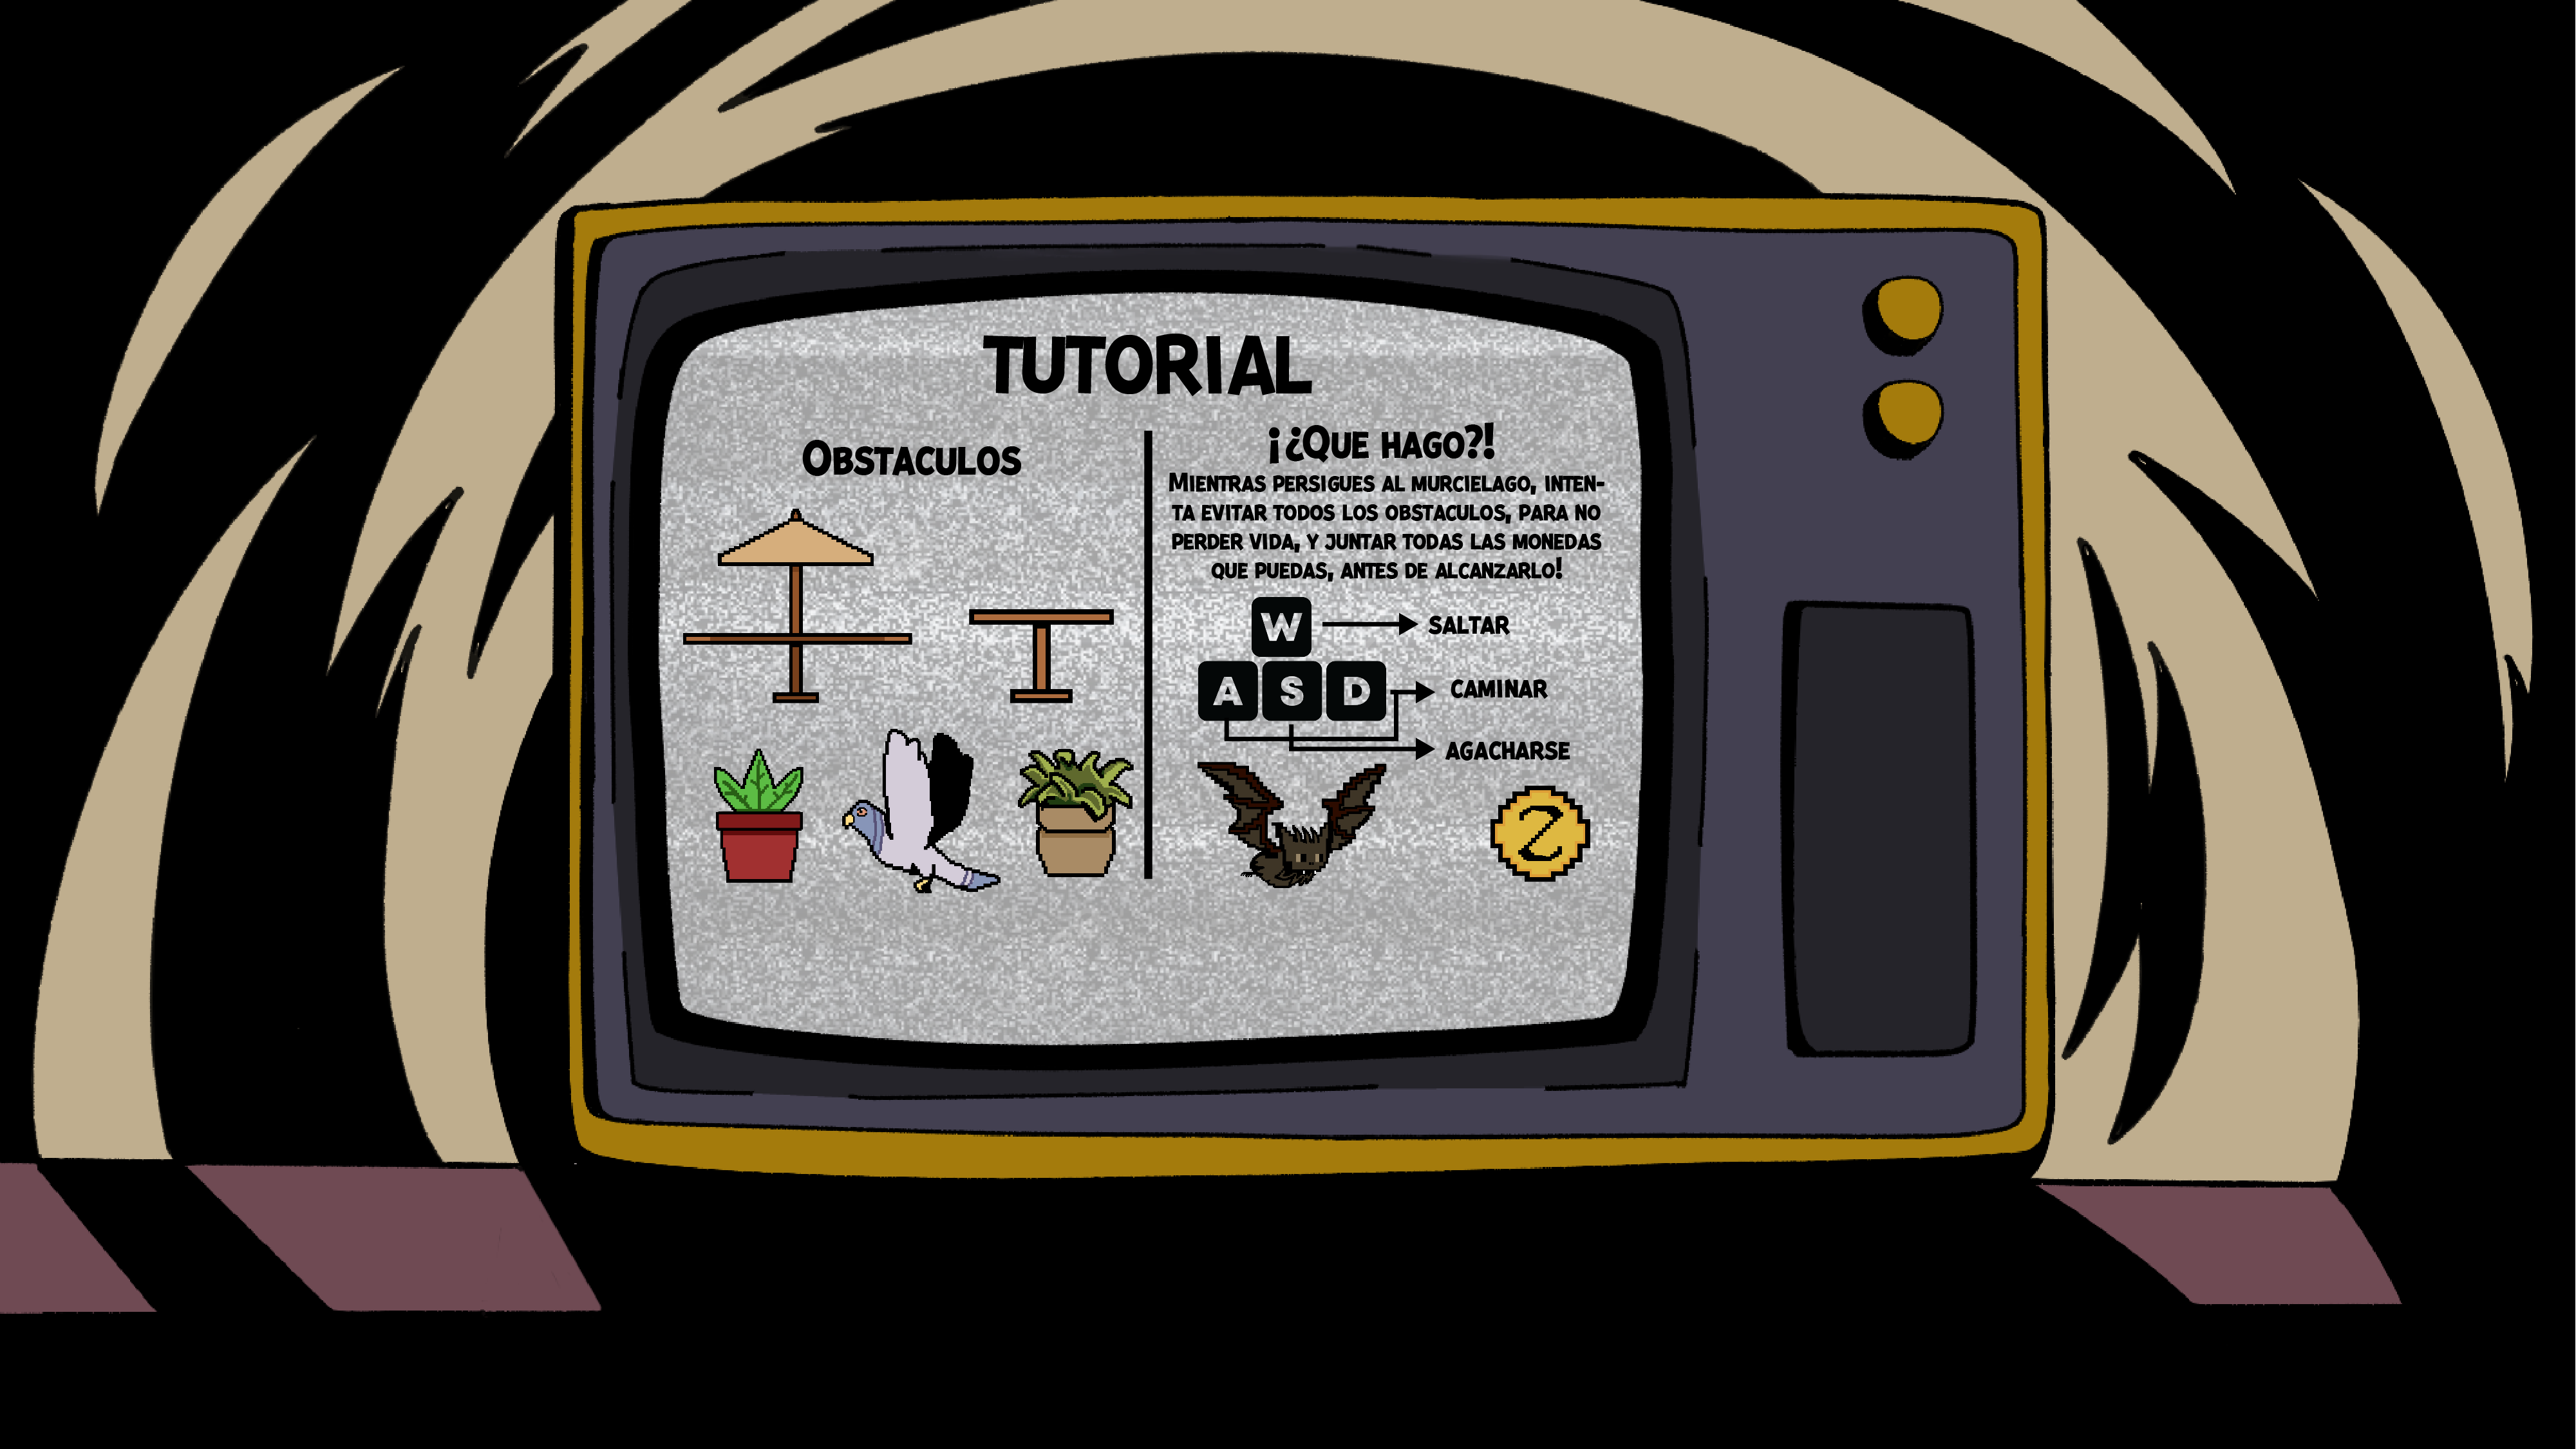 TUTORIAL
OBSTACULOS
¡¿QUE HAGO?!
MIENTRAS PERSIGUES AL MURCIELAGO, INTEN-
TA EVITAR TODOS LOS OBSTACULOS, PARA NO
PERDER VIDA, Y JUNTAR TODAS LAS MONEDAS
QUE PUEDAS, ANTES DE ALCANZARLO!
W SALTAR
A S D CAMINAR
AGACHARSE
Z